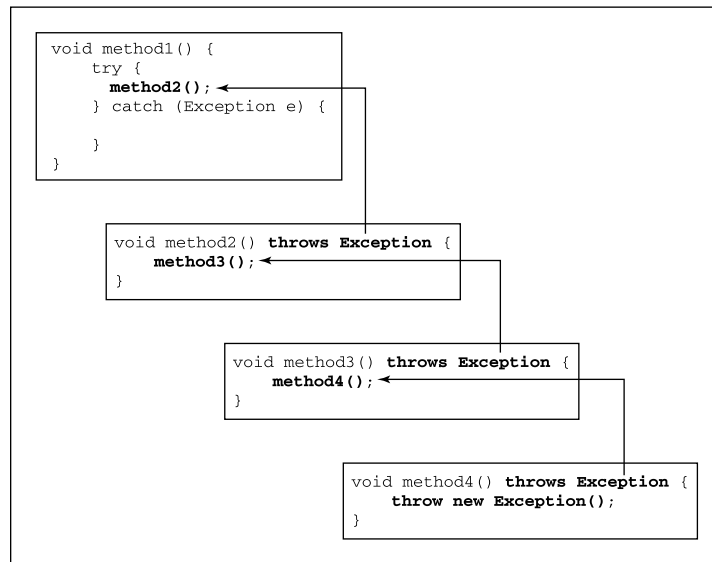 void method1() {
    try {
      method2();
    } catch (Exception e) {
    }
}
void method2() throws Exception {
    method3();
}
void method3() throws Exception {
    method4();
}
void method4() throws Exception {
    throw new Exception();
}